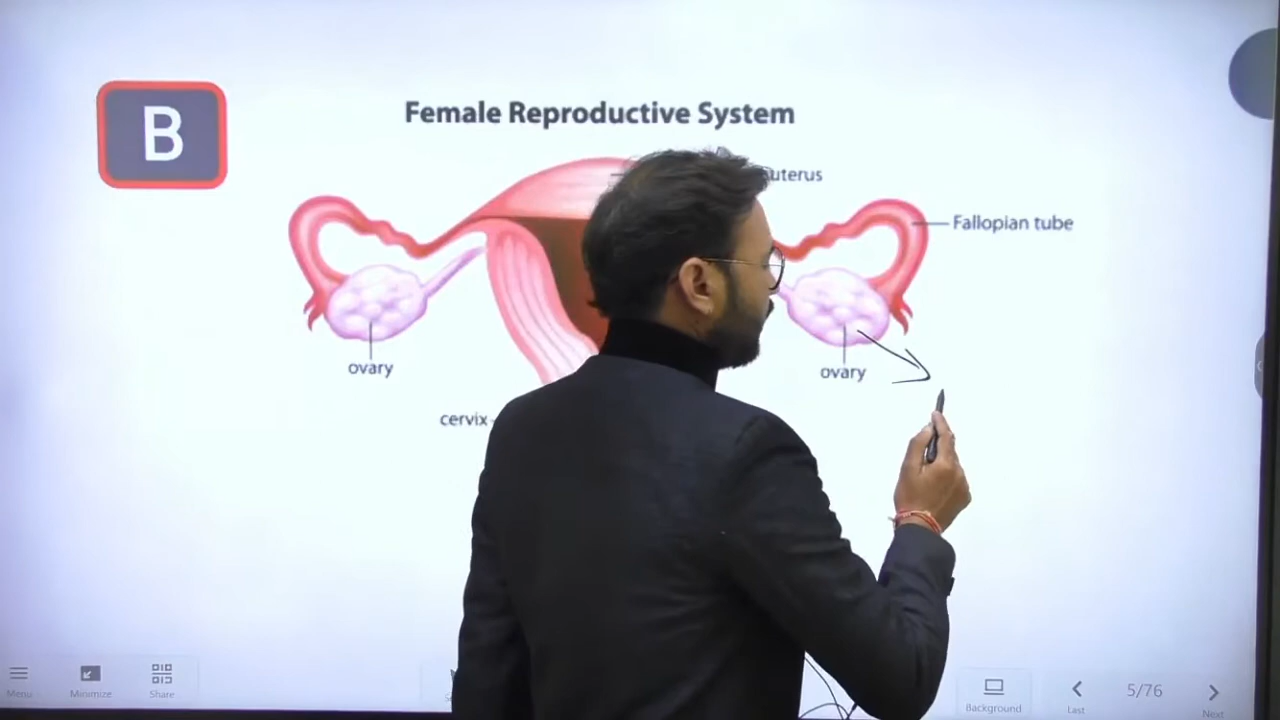 B
Female Reproductive System
uterus
Fallopian tube
ovary
ovary
cervix
Menu
Minimize
Share
Background
Last
5/76
Next